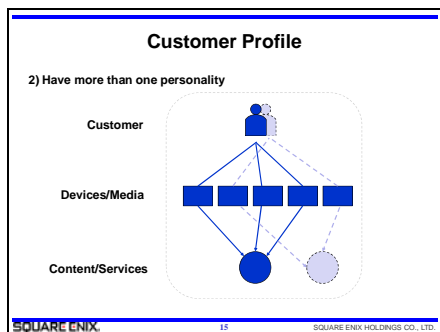 Customer Profile
2) Have more than one personality
Customer
Devices/Media
Content/Services
SQUARE ENIX.
15
SQUARE ENIX HOLDINGS CO., LTD.